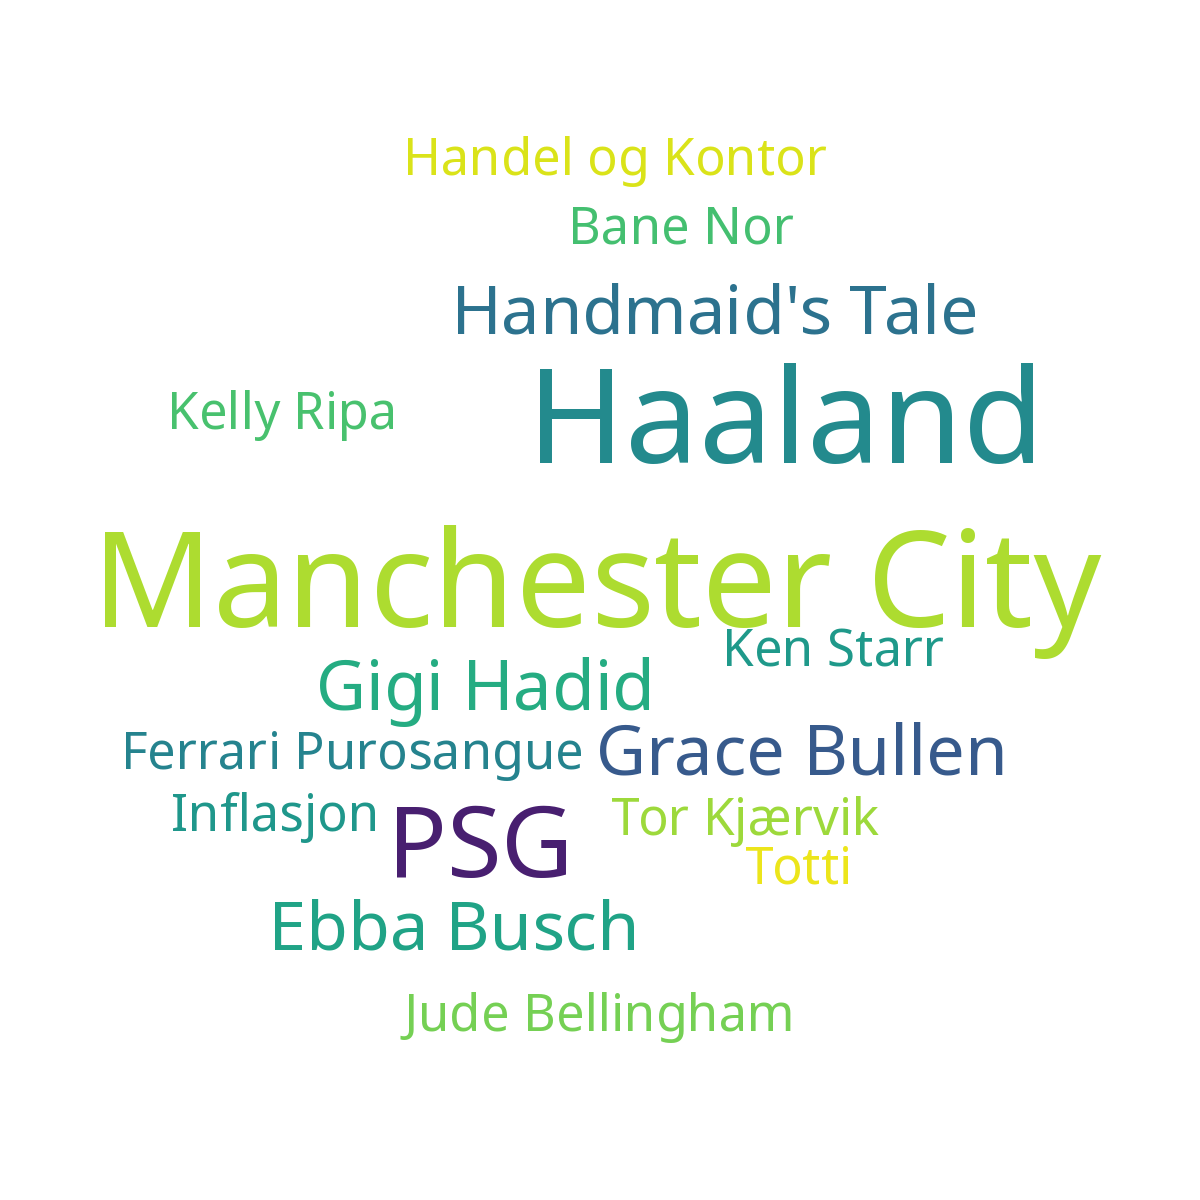 Handel og Kontor
Bane Nor
Handmaid's Tale
Haaland
Kelly Ripa
Manchester City
Ken Starr
Gigi Hadid
Ferrari Purosangue
Grace Bullen
Inflasjon
PSG
Tor Kjærvik
Totti
Ebba Busch
Jude Bellingham